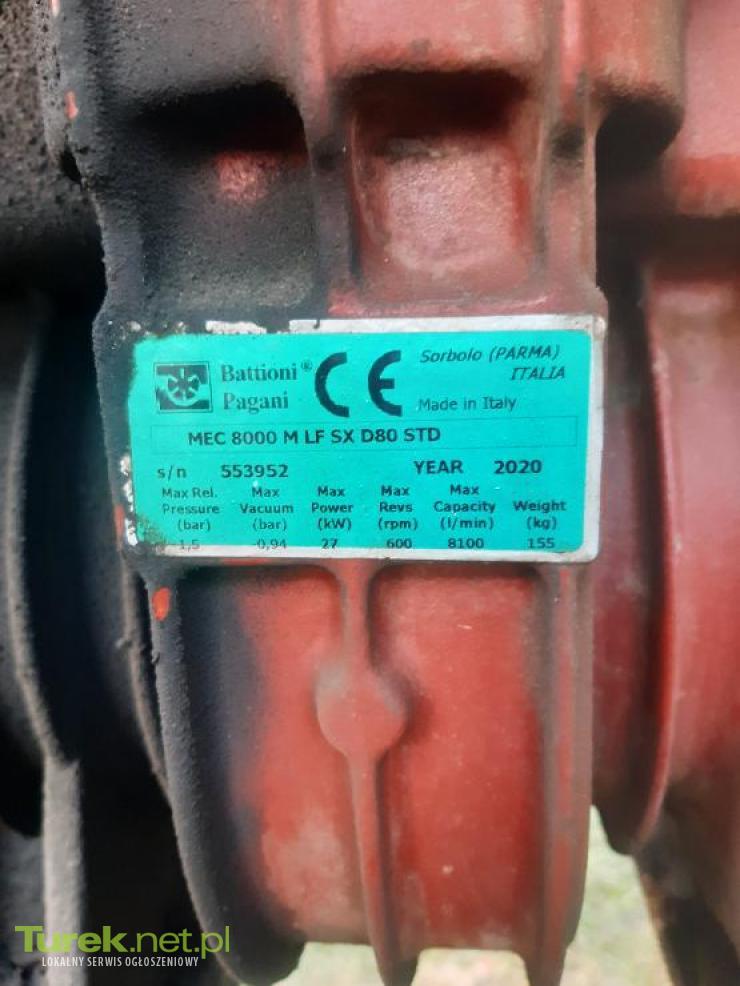 Battioni®
Pagani
CE
Sorbolo (PARMA)
ITALIA
Made in Italy
MEC 8000 M LF SX D80 STD
s/n 553952 YEAR 2020
Max Rel. Max Max Max Max
Pressure Vacuum Power Revs Capacity Weight
(bar) (bar) (kW) (rpm) (l/min) (kg)
1,5 -0,94 27 600 8100 155
Turek.net.pl
LOKALNY SERWIS OGŁOSZENIOWY